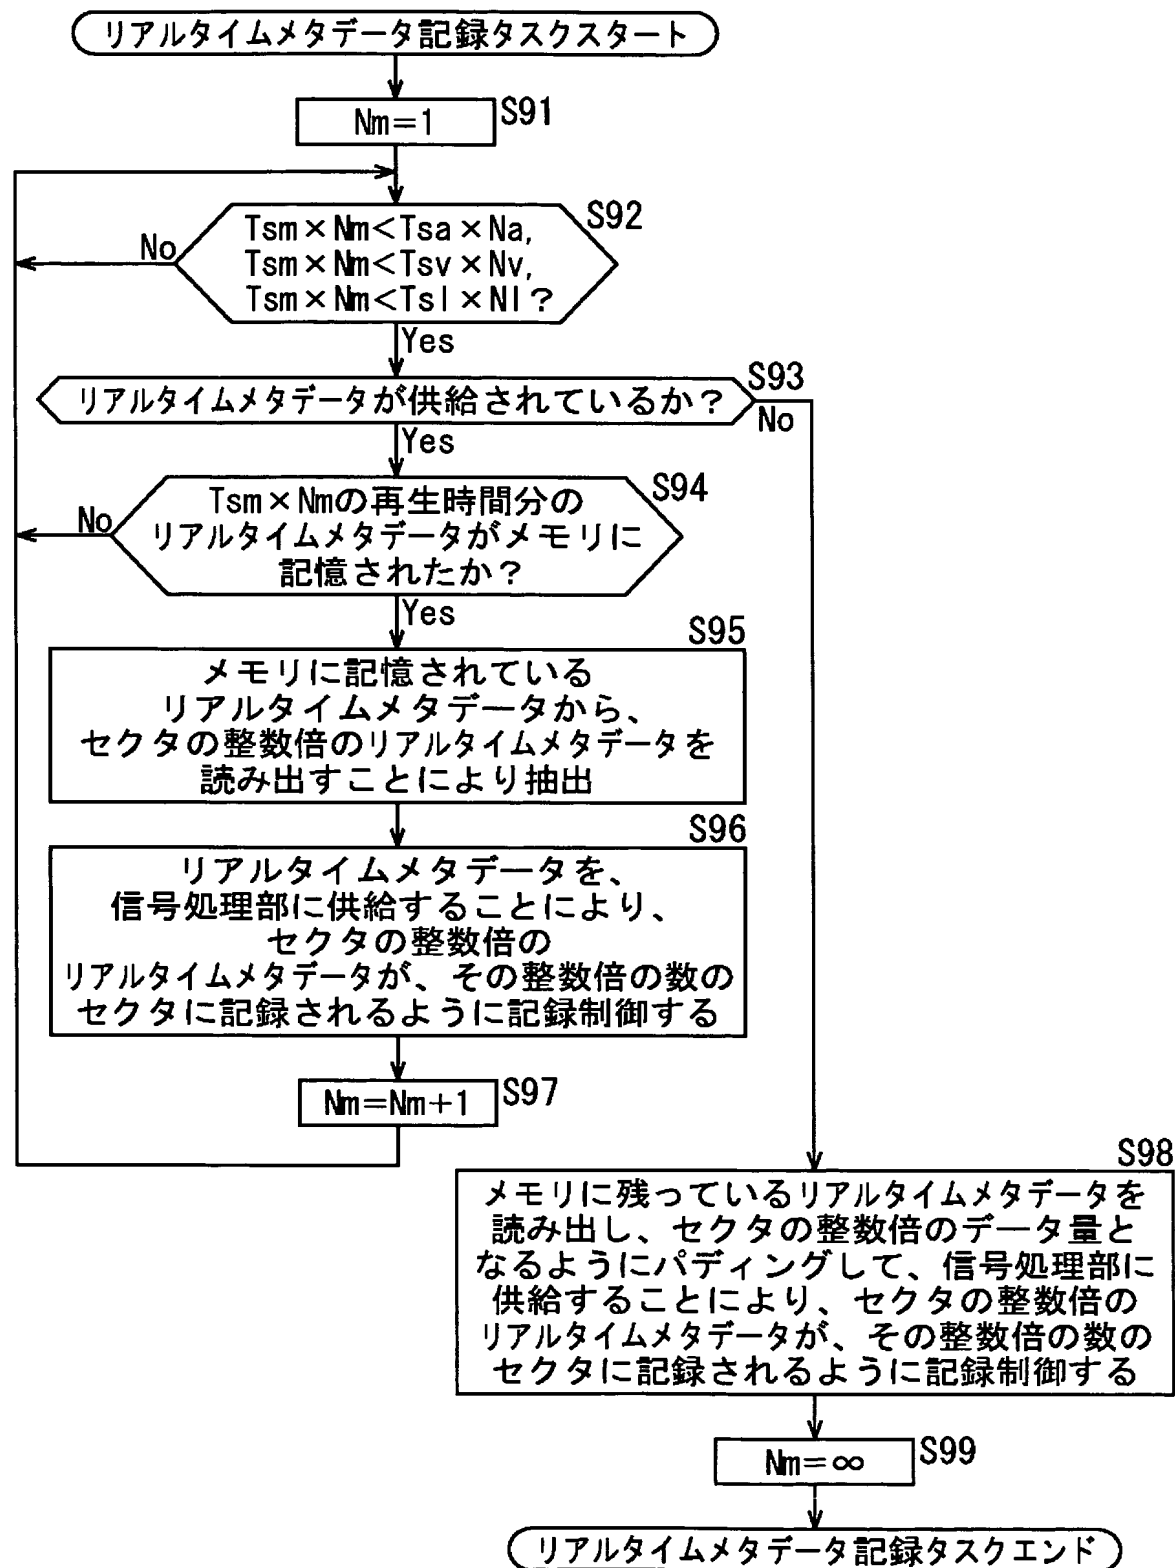 リアルタイムメタデータ記録タスクスタート
Nm=1
S91
S92
Tsm×Nm<Tsa×Na,
Tsm×Nm<Tsv×Nv,
Tsm×Nm<Tsl×Nl?
No
Yes
S93
リアルタイムメタデータが供給されているか?
No
Yes
S94
Tsm×Nmの再生時間分の
リアルタイムメタデータがメモリに
記憶されたか?
No
Yes
S95
メモリに記憶されている
リアルタイムメタデータから、
セクタの整数倍のリアルタイムメタデータを
読み出すことにより抽出
S96
リアルタイムメタデータを、
信号処理部に供給することにより、
セクタの整数倍の
リアルタイムメタデータが、その整数倍の数の
セクタに記録されるように記録制御する
Nm=Nm+1
S97
S98
メモリに残っているリアルタイムメタデータを
読み出し、セクタの整数倍のデータ量と
なるようにパディングして、信号処理部に
供給することにより、セクタの整数倍の
リアルタイムメタデータが、その整数倍の数の
セクタに記録されるように記録制御する
Nm=∞
S99
リアルタイムメタデータ記録タスクエンド